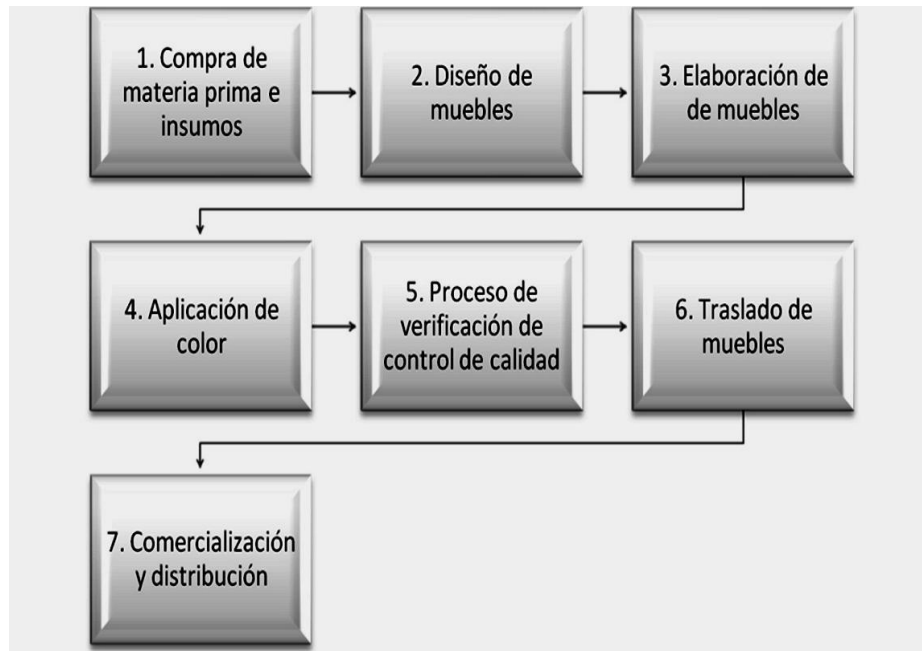 1. Compra de
materia prima e
insumos
2. Diseño de
muebles
3. Elaboración de
de muebles
4. Aplicación de
color
5. Proceso de
verificación de
control de calidad
6. Traslado de
muebles
7. Comercialización
y distribución